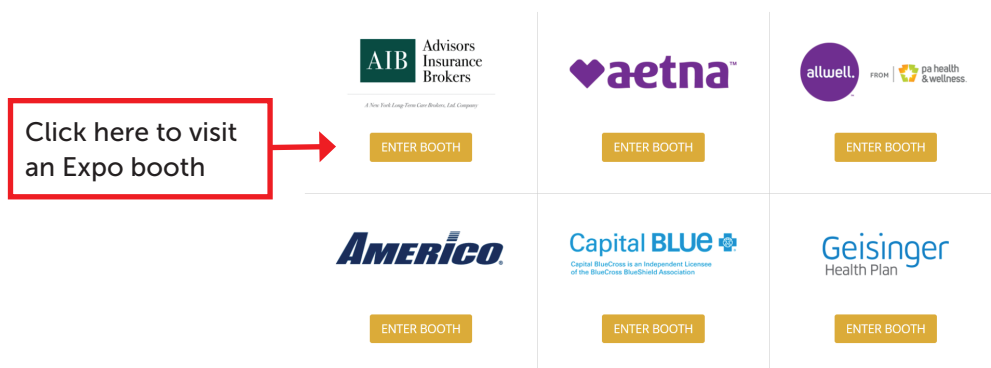 Click here to visit
an Expo booth
AIB
Advisors
Insurance
Brokers
A New York Long-Term Care Brokers, Ltd. Company
ENTER BOOTH
aetna™
ENTER BOOTH
allwell.
FROM
pa health
& wellness.
ENTER BOOTH
AMERICO®
ENTER BOOTH
Capital BLUE
Capital BlueCross is an Independent Licensee
of the BlueCross BlueShield Association
ENTER BOOTH
Geisinger
Health Plan
ENTER BOOTH